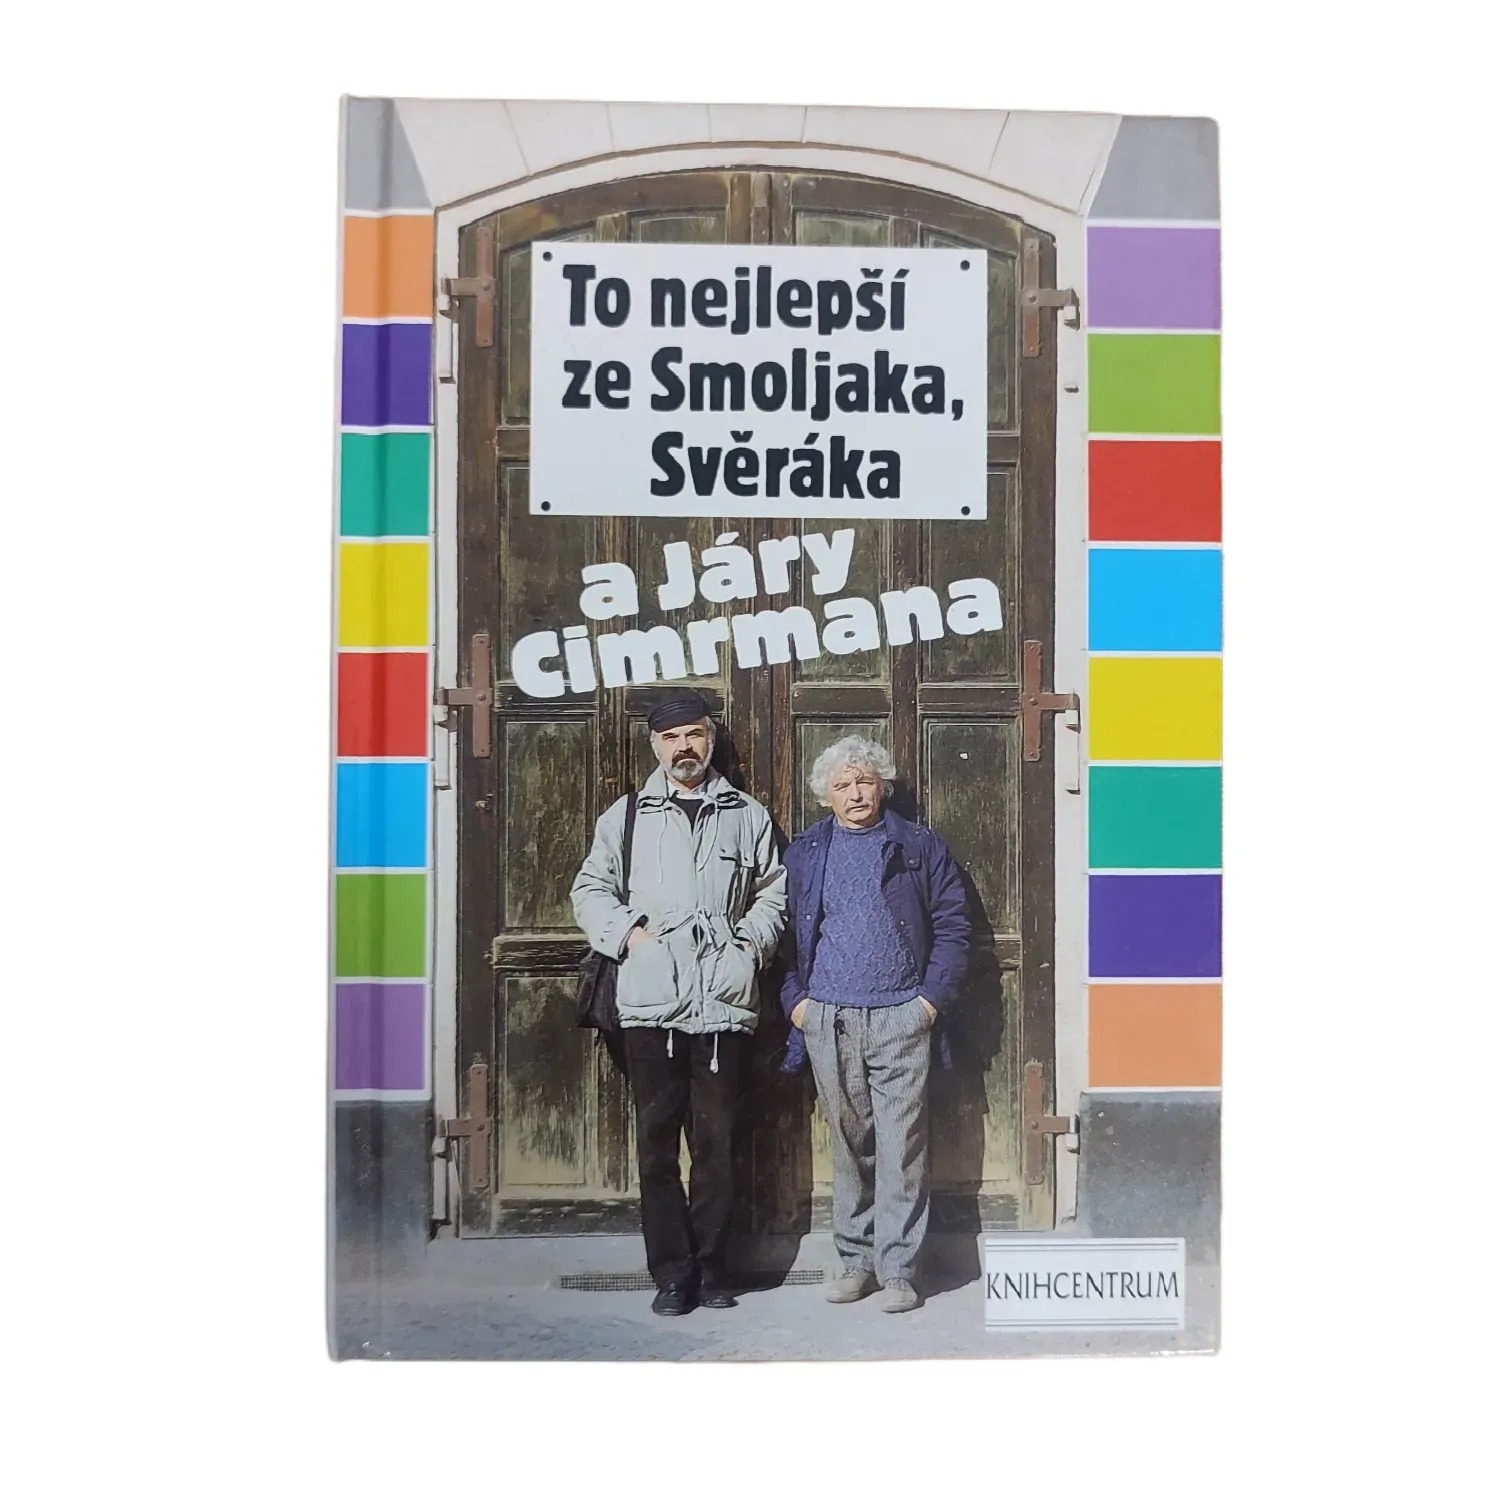 To nejlepší
ze Smoljaka,
Svěráka
a Járy
Cimrmana
KNIHCENTRUM